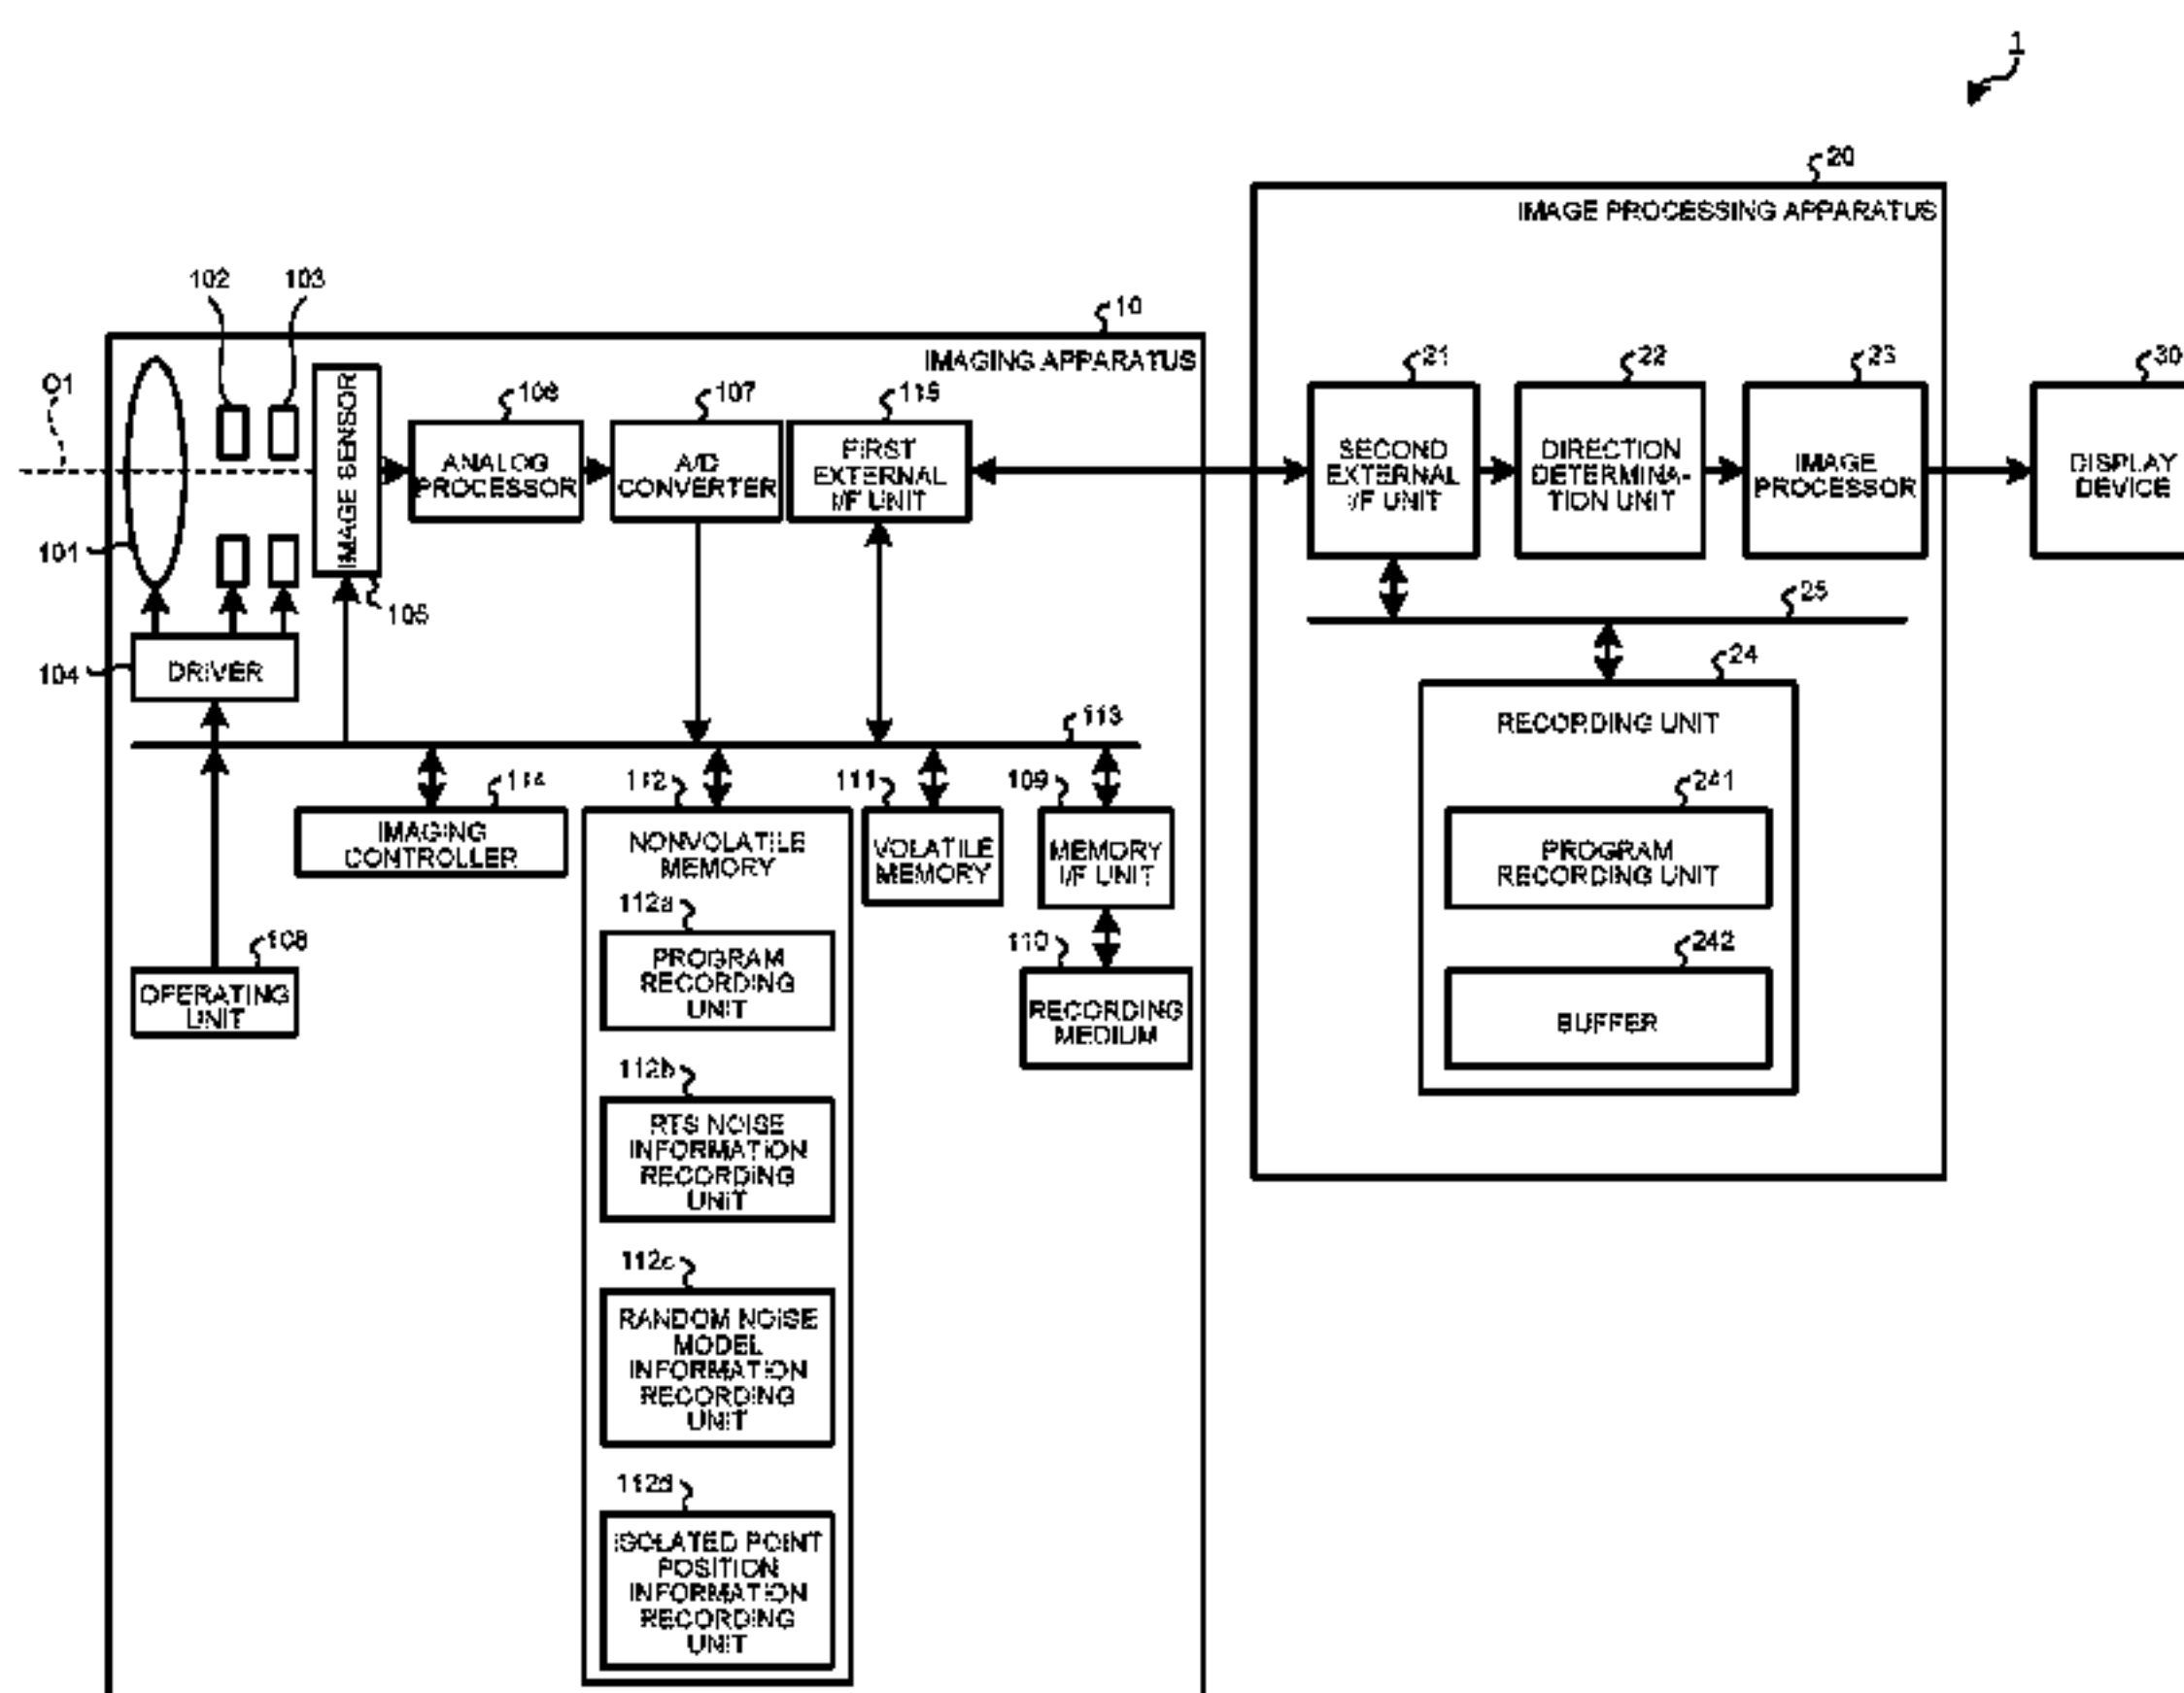 1
20
IMAGE PROCESSING APPARATUS
102
103
10
IMAGING APPARATUS
O1
IMAGE SENSOR
106
107
115
21
22
23
30
ANALOG
PROCESSOR
A/D
CONVERTER
FIRST
EXTERNAL
I/F UNIT
SECOND
EXTERNAL
I/F UNIT
DIRECTION
DETERMINA-
TION UNIT
IMAGE
PROCESSOR
DISPLAY
DEVICE
101
105
25
104
DRIVER
24
RECORDING UNIT
113
114
112
111
109
241
IMAGING
CONTROLLER
NONVOLATILE
MEMORY
VOLATILE
MEMORY
MEMORY
I/F UNIT
PROGRAM
RECORDING UNIT
112a
108
110
242
OPERATING
UNIT
PROGRAM
RECORDING
UNIT
RECORDING
MEDIUM
BUFFER
112b
RTS NOISE
INFORMATION
RECORDING
UNIT
112c
RANDOM NOISE
MODEL
INFORMATION
RECORDING
UNIT
112d
ISOLATED POINT
POSITION
INFORMATION
RECORDING
UNIT